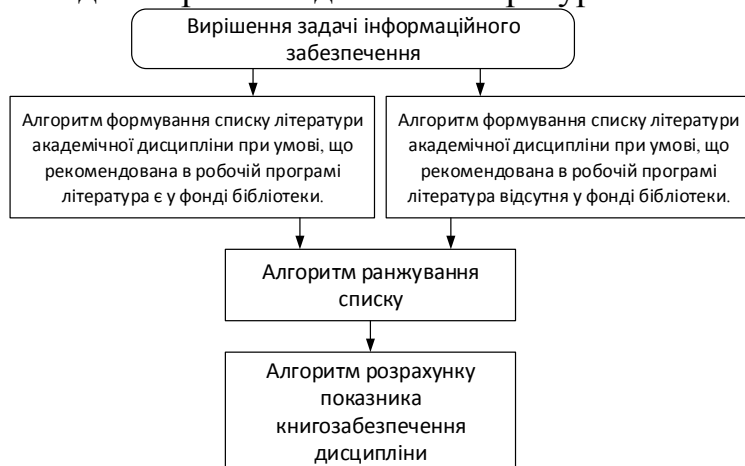 Вирішення задачі інформаційного
забезпечення
Алгоритм формування списку літератури
академічної дисципліни при умові, що
рекомендована в робочій програмі
література є у фонді бібліотеки.
Алгоритм формування списку літератури
академічної дисципліни при умові, що
рекомендована в робочій програмі
література відсутня у фонді бібліотеки.
Алгоритм ранжування
списку
Алгоритм розрахунку
показника
книгозабезпечення
дисципліни